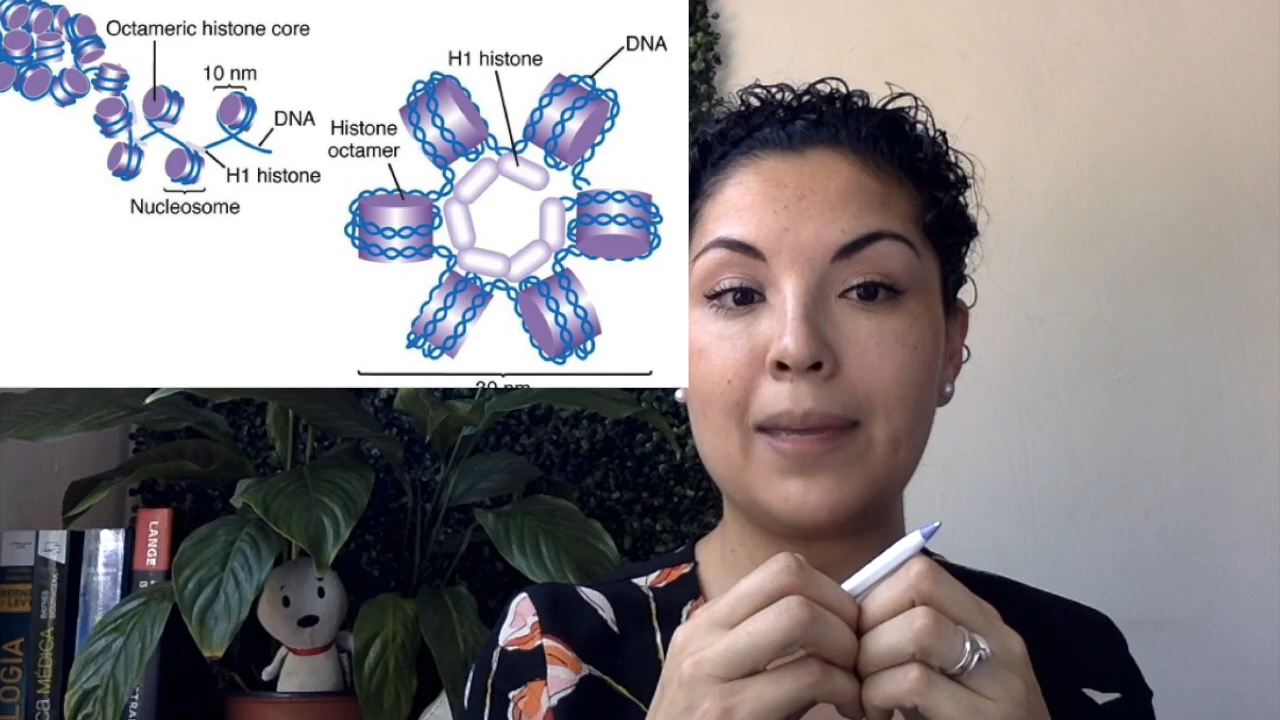 Octameric histone core
10 nm
DNA
H1 histone
Nucleosome
H1 histone
DNA
Histone
octamer
LANGE
LOGIA
MÉDICA